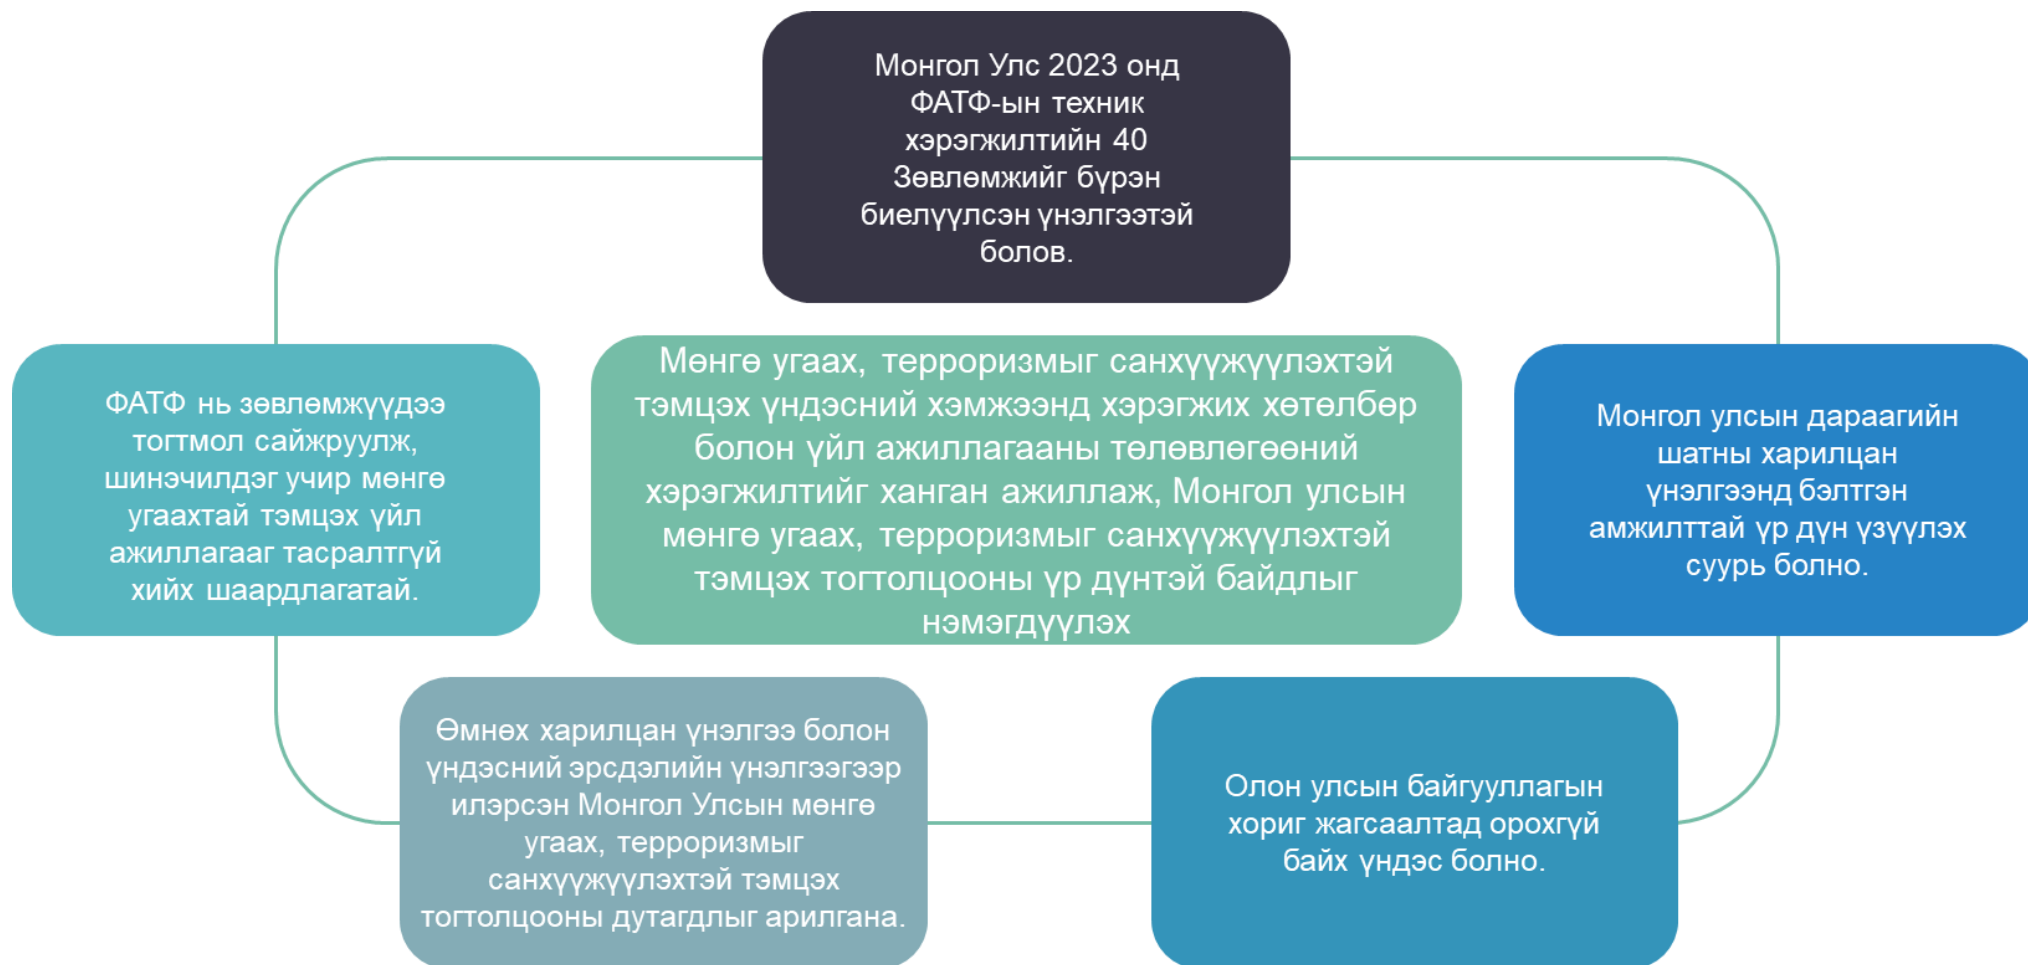 Монгол Улс 2023 онд
ФАТФ-ын техник
хэрэгжилтийн 40
Зөвлөмжийг бүрэн
биелүүлсэн үнэлгээтэй
болов.
ФАТФ нь зөвлөмжүүдээ
тогтмол сайжруулж,
шинэчилдэг учир мөнгө
угаахтай тэмцэх үйл
ажиллагааг тасралтгүй
хийх шаардлагатай.
Мөнгө угаах, терроризмыг санхүүжүүлэхтэй
тэмцэх үндэсний хэмжээнд хэрэгжих хөтөлбөр
болон үйл ажиллагааны төлөвлөгөөний
хэрэгжилтийг ханган ажиллаж, Монгол улсын
мөнгө угаах, терроризмыг санхүүжүүлэхтэй
тэмцэх тогтолцооны үр дүнтэй байдлыг
нэмэгдүүлэх
Монгол улсын дараагийн
шатны харилцан
үнэлгээнд бэлтгэн
амжилттай үр дүн үзүүлэх
суурь болно.
Өмнөх харилцан үнэлгээ болон
үндэсний эрсдэлийн үнэлгээгээр
илэрсэн Монгол Улсын мөнгө
угаах, терроризмыг
санхүүжүүлэхтэй тэмцэх
тогтолцооны дутагдлыг арилгана.
Олон улсын байгууллагын
хориг жагсаалтад орохгүй
байх үндэс болно.